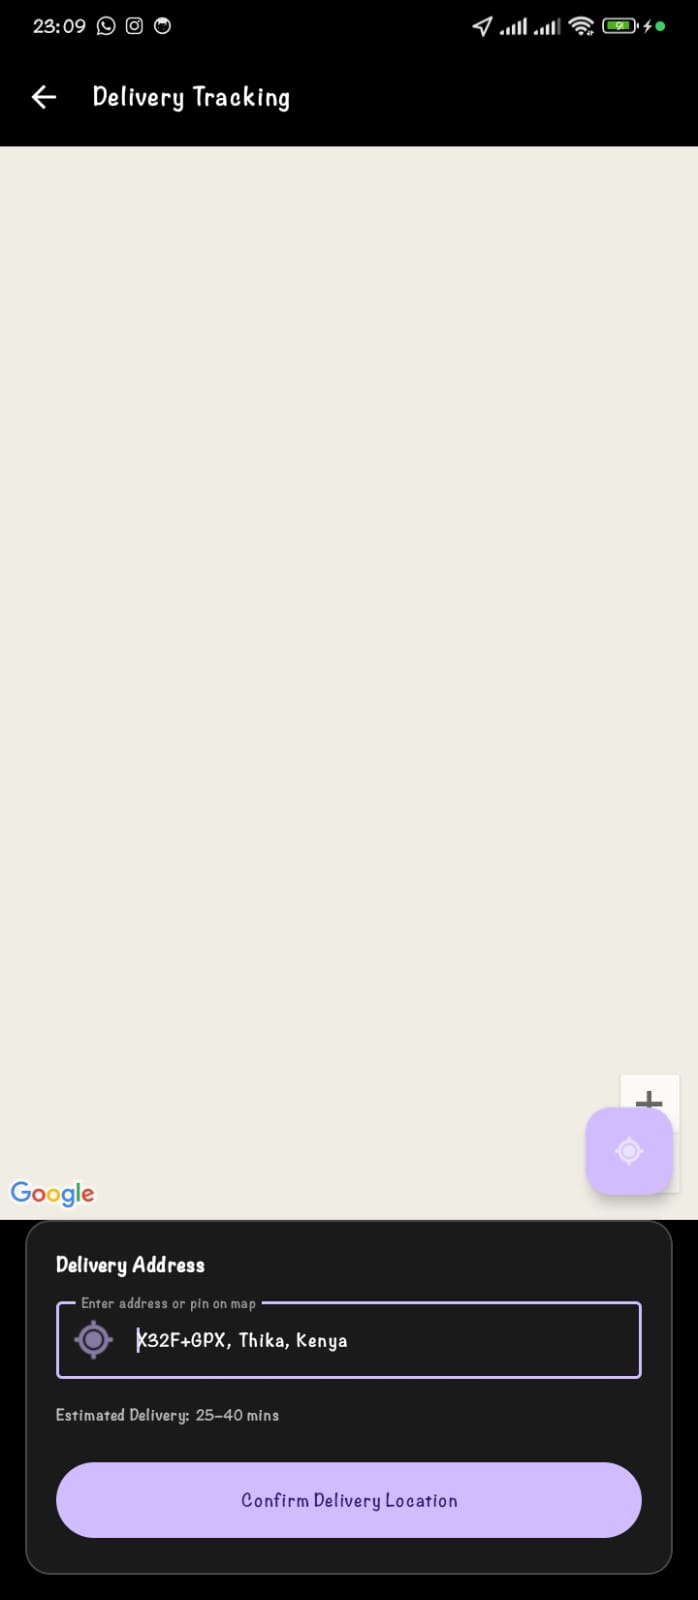 23:09
91
Delivery Tracking
+
Google
Delivery Address
Enter address or pin on map
X32F+GPX, Thika, Kenya
Estimated Delivery: 25–40 mins
Confirm Delivery Location